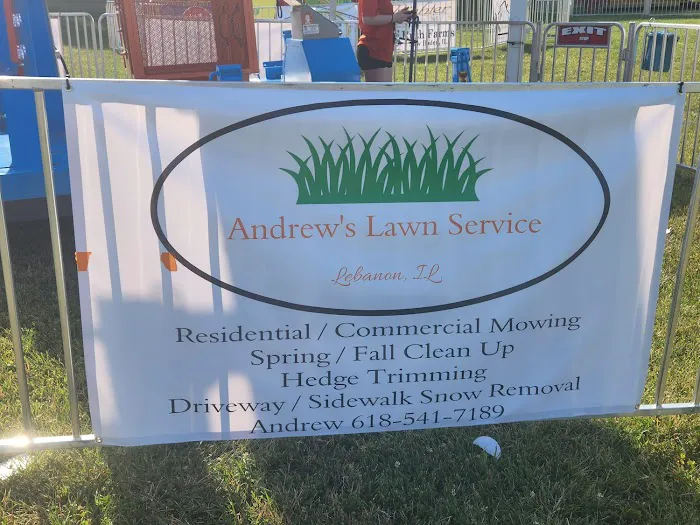 EXIT
Andrew's Lawn Service
Lebanon, IL
Residential / Commercial Mowing
Spring / Fall Clean Up
Hedge Trimming
Driveway / Sidewalk Snow Removal
Andrew 618-541-7189